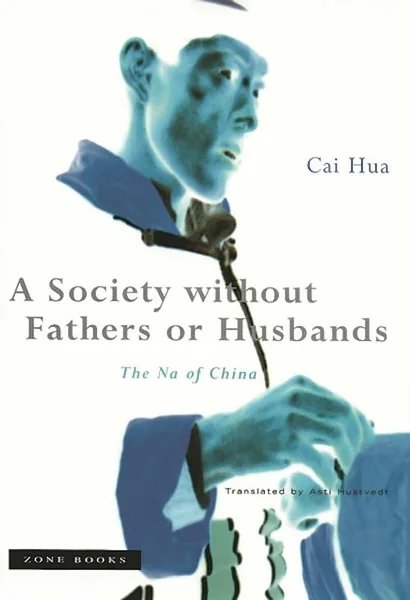 Cai Hua
A Society without
Fathers or Husbands
The Na of China
Translated by Asti Hustvedt
ZONE BOOKS